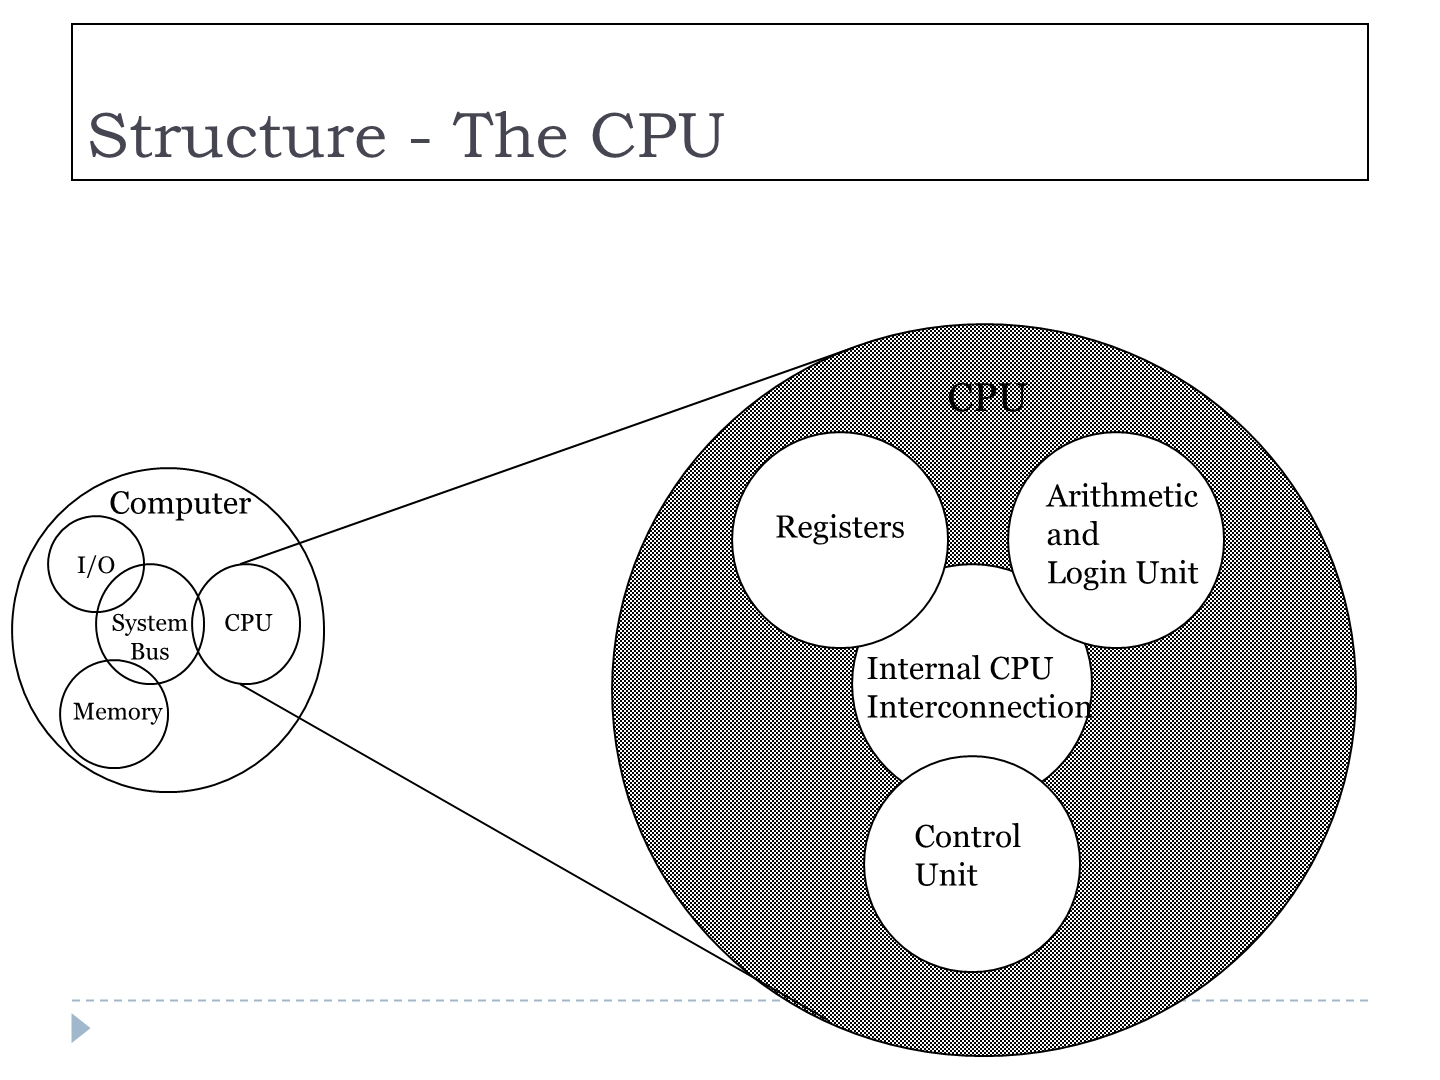 Structure - The CPU
Computer
I/O
System
Bus
CPU
Memory
CPU
Registers
Arithmetic
and
Login Unit
Internal CPU
Interconnection
Control
Unit